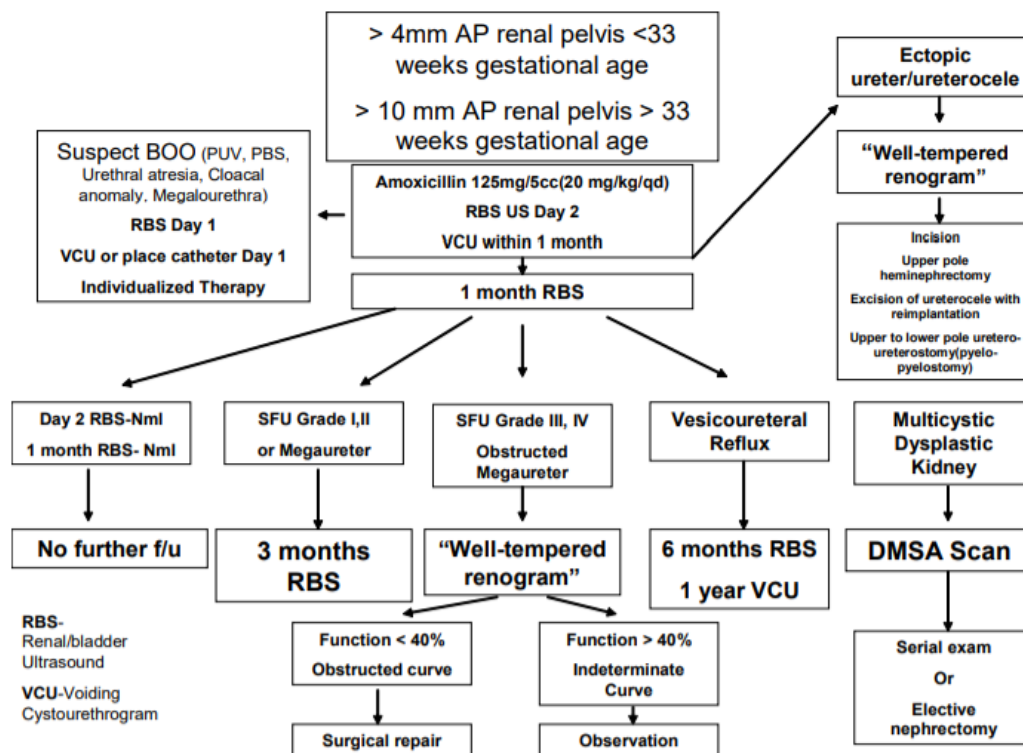 > 4mm AP renal pelvis <33
weeks gestational age
> 10 mm AP renal pelvis > 33
weeks gestational age
Ectopic
ureter/ureterocele
Suspect BOO (PUV, PBS,
Urethral atresia, Cloacal
anomaly, Megalourethra)
RBS Day 1
VCU or place catheter Day 1
Individualized Therapy
Amoxicillin 125mg/5cc(20 mg/kg/qd)
RBS US Day 2
VCU within 1 month
“Well-tempered
renogram”
Incision
Upper pole
heminephrectomy
Excision of ureterocele with
reimplantation
Upper to lower pole uretero-
ureterostomy(pyelo-
pyelostomy)
1 month RBS
Day 2 RBS-Nml
1 month RBS- Nml
SFU Grade I,II
or Megaureter
SFU Grade III, IV
Obstructed
Megaureter
Vesicoureteral
Reflux
Multicystic
Dysplastic
Kidney
No further f/u
3 months
RBS
“Well-tempered
renogram”
6 months RBS
1 year VCU
DMSA Scan
RBS-
Renal/bladder
Ultrasound
VCU-Voiding
Cystourethrogram
Function < 40%
Obstructed curve
Function > 40%
Indeterminate
Curve
Serial exam
Or
Elective
nephrectomy
Surgical repair
Observation